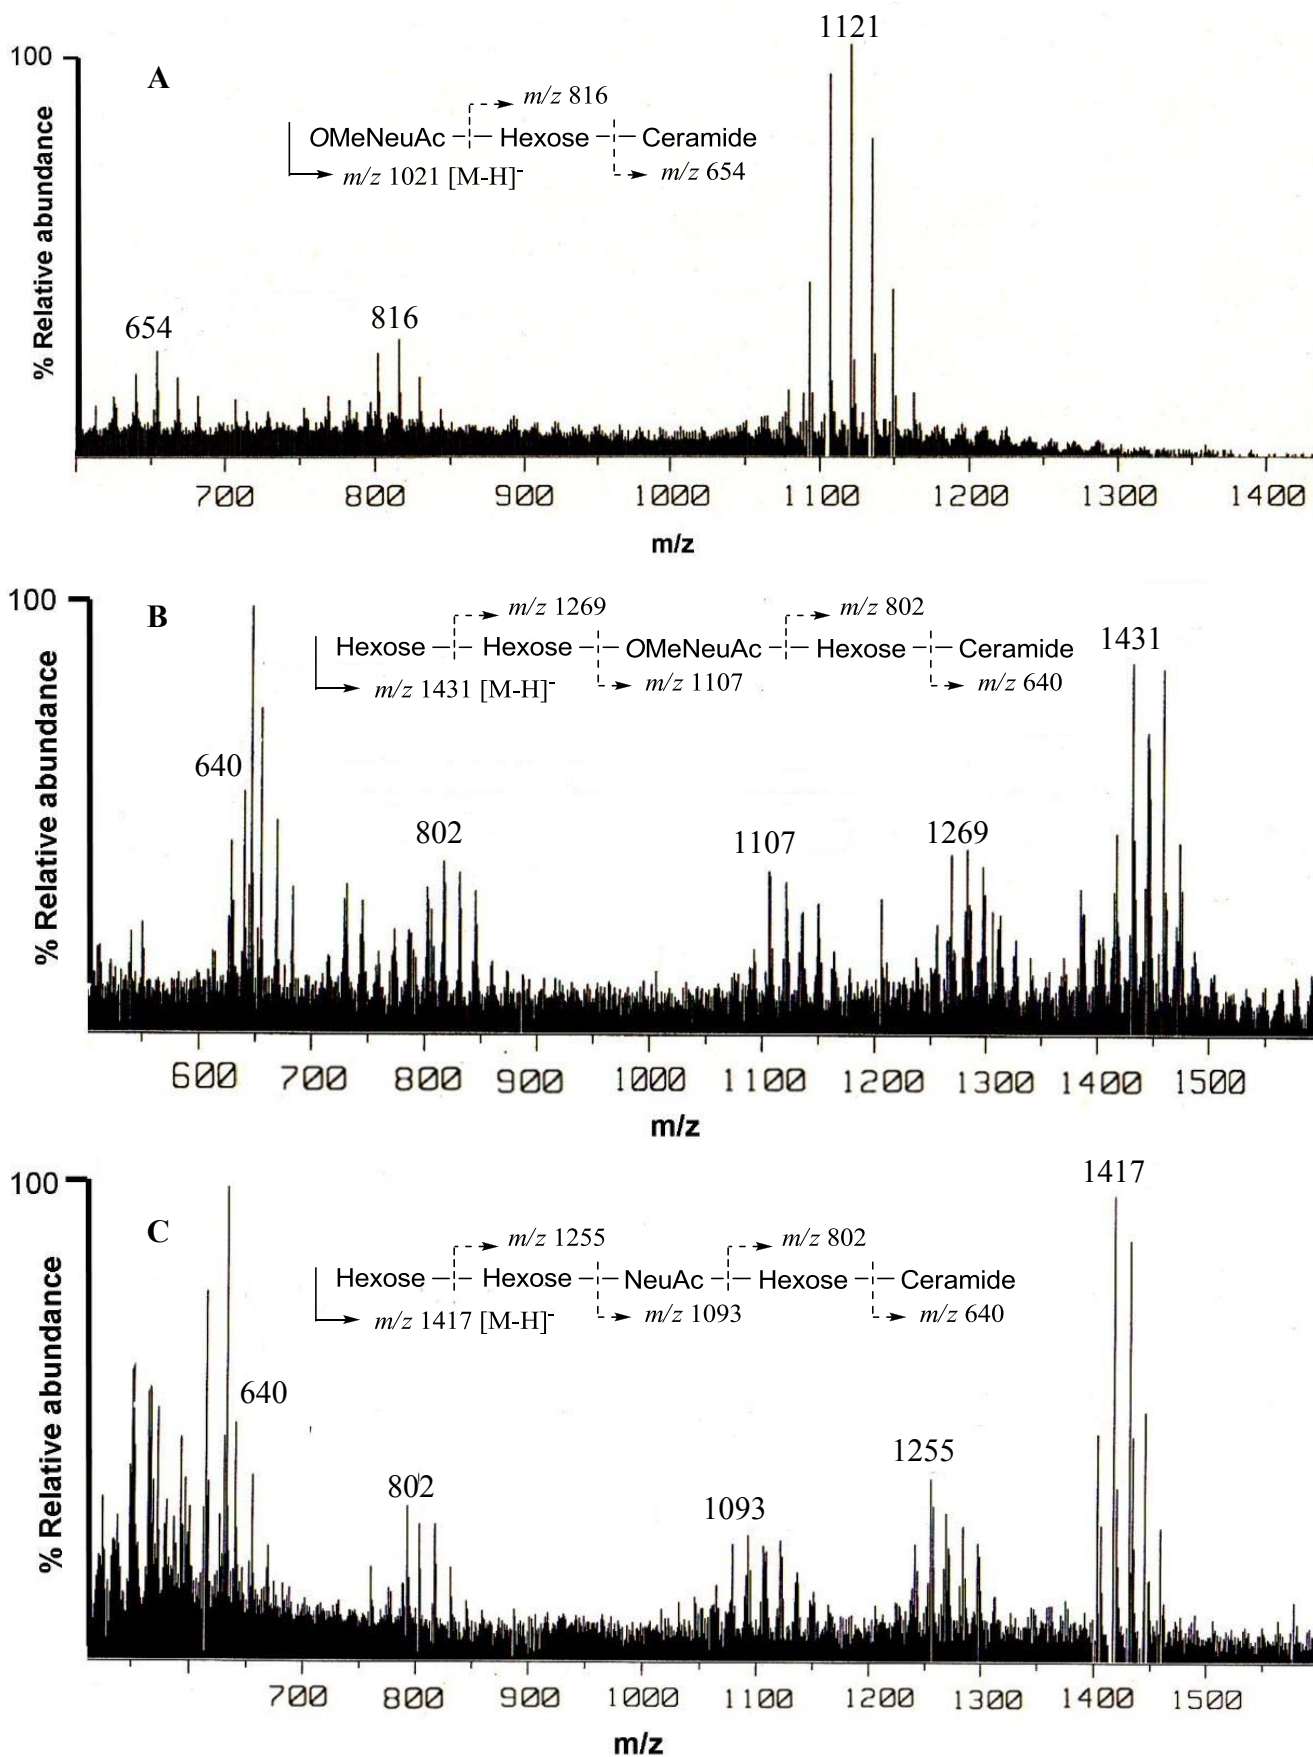 1121
100
A
m/z 816
OMeNeuAc Hexose Ceramide
m/z 1021 [M-H]-
m/z 654
% Relative abundance
654
816
700 800 900 1000 1100 1200 1300 1400
m/z
100
B
m/z 1269
m/z 802
Hexose Hexose OMeNeuAc Hexose Ceramide
m/z 1431 [M-H]-
m/z 1107
m/z 640
1431
% Relative abundance
640
802
1107
1269
600 700 800 900 1000 1100 1200 1300 1400 1500
m/z
100
1417
C
m/z 1255
m/z 802
Hexose Hexose NeuAc Hexose Ceramide
m/z 1417 [M-H]-
m/z 1093
m/z 640
% Relative abundance
640
802
1093
1255
700 800 900 1000 1100 1200 1300 1400 1500
m/z